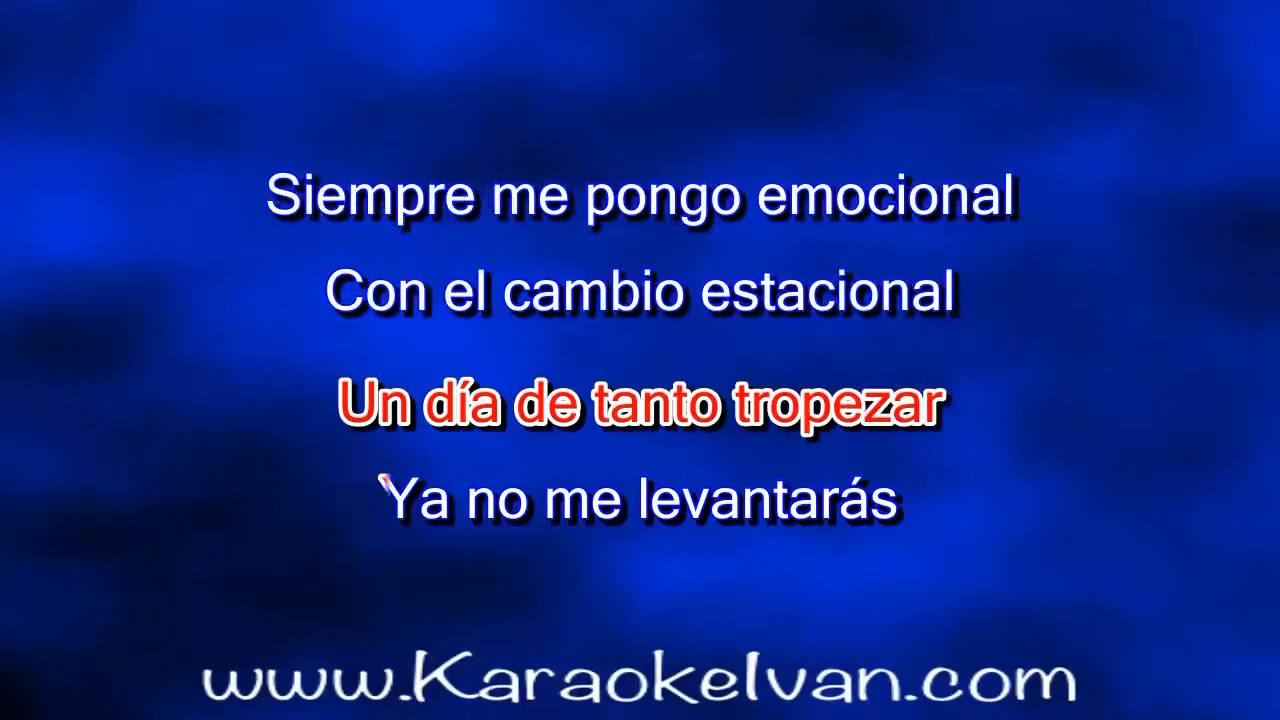 Siempre me pongo emocional
Con el cambio estacional
Un día de tanto tropezar
Ya no me levantarás
www.KaraokeIvan.com